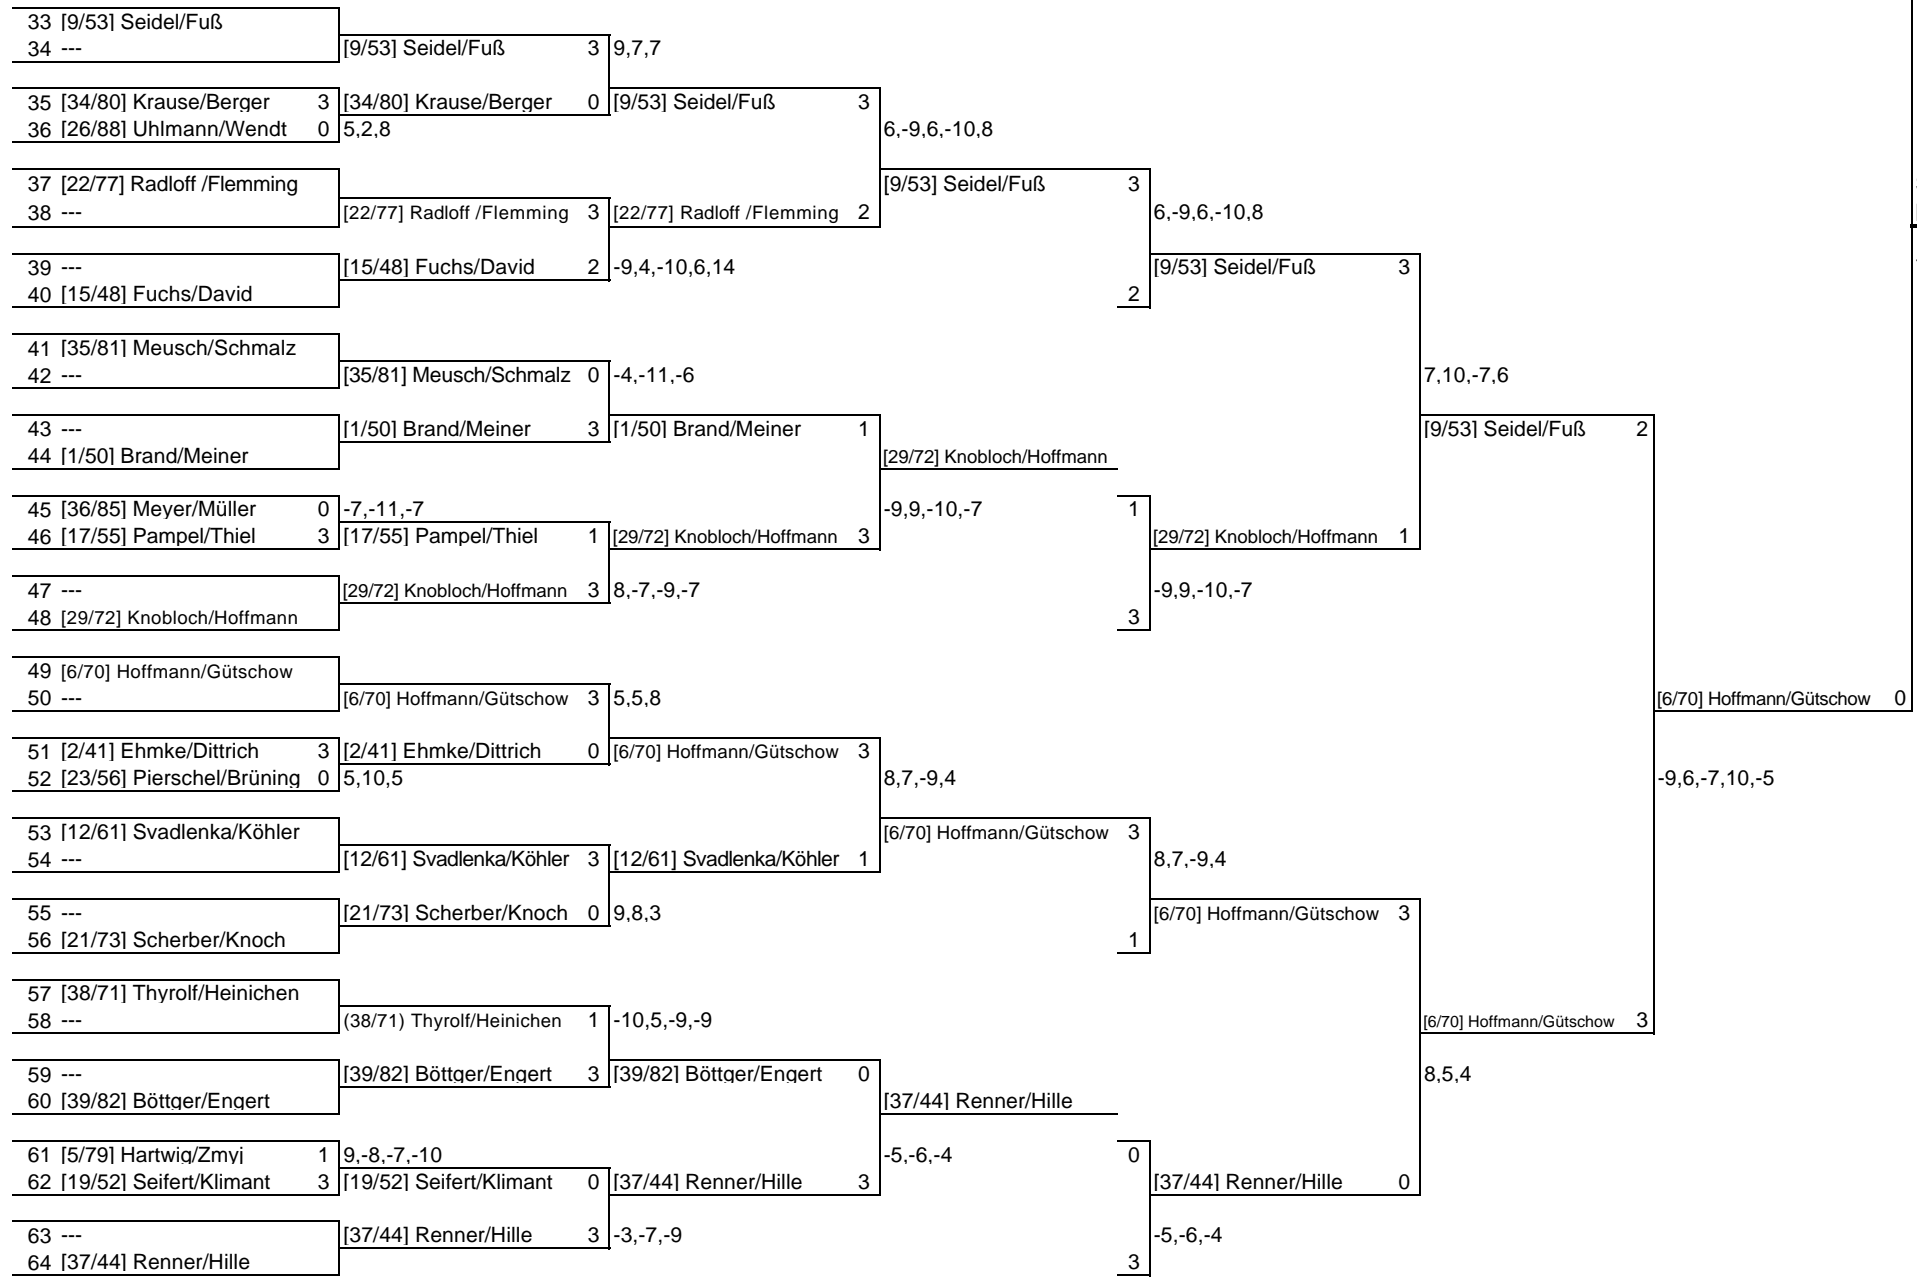 33 [9/53] Seidel/Fuß
34 --- [9/53] Seidel/Fuß 3 9,7,7
35 [34/80] Krause/Berger 3 [34/80] Krause/Berger 0 [9/53] Seidel/Fuß 3
36 [26/88] Uhlmann/Wendt 0 5,2,8 6,-9,6,-10,8
37 [22/77] Radloff /Flemming [9/53] Seidel/Fuß 3
38 --- [22/77] Radloff /Flemming 3 [22/77] Radloff /Flemming 2 6,-9,6,-10,8
39 --- [15/48] Fuchs/David 2 -9,4,-10,6,14 [9/53] Seidel/Fuß 3
40 [15/48] Fuchs/David 2
41 [35/81] Meusch/Schmalz
42 --- [35/81] Meusch/Schmalz 0 -4,-11,-6 7,10,-7,6
43 --- [1/50] Brand/Meiner 3 [1/50] Brand/Meiner 1 [9/53] Seidel/Fuß 2
44 [1/50] Brand/Meiner [29/72] Knobloch/Hoffmann
45 [36/85] Meyer/Müller 0 -7,-11,-7 -9,9,-10,-7 1
46 [17/55] Pampel/Thiel 3 [17/55] Pampel/Thiel 1 [29/72] Knobloch/Hoffmann 3 [29/72] Knobloch/Hoffmann 1
47 --- [29/72] Knobloch/Hoffmann 3 8,-7,-9,-7 -9,9,-10,-7
48 [29/72] Knobloch/Hoffmann 3
49 [6/70] Hoffmann/Gütschow
50 --- [6/70] Hoffmann/Gütschow 3 5,5,8 [6/70] Hoffmann/Gütschow 0
51 [2/41] Ehmke/Dittrich 3 [2/41] Ehmke/Dittrich 0 [6/70] Hoffmann/Gütschow 3
52 [23/56] Pierschel/Brüning 0 5,10,5 8,7,-9,4 -9,6,-7,10,-5
53 [12/61] Svadlenka/Köhler [6/70] Hoffmann/Gütschow 3
54 --- [12/61] Svadlenka/Köhler 3 [12/61] Svadlenka/Köhler 1 8,7,-9,4
55 --- [21/73] Scherber/Knoch 0 9,8,3 [6/70] Hoffmann/Gütschow 3
56 [21/73] Scherber/Knoch 1
57 [38/71] Thyrolf/Heinichen
58 --- (38/71) Thyrolf/Heinichen 1 -10,5,-9,-9 [6/70] Hoffmann/Gütschow 3
59 --- [39/82] Böttger/Engert 3 [39/82] Böttger/Engert 0 8,5,4
60 [39/82] Böttger/Engert [37/44] Renner/Hille
61 [5/79] Hartwig/Zmyj 1 9,-8,-7,-10 -5,-6,-4 0
62 [19/52] Seifert/Klimant 3 [19/52] Seifert/Klimant 0 [37/44] Renner/Hille 3 [37/44] Renner/Hille 0
63 --- [37/44] Renner/Hille 3 -3,-7,-9 -5,-6,-4
64 [37/44] Renner/Hille 3